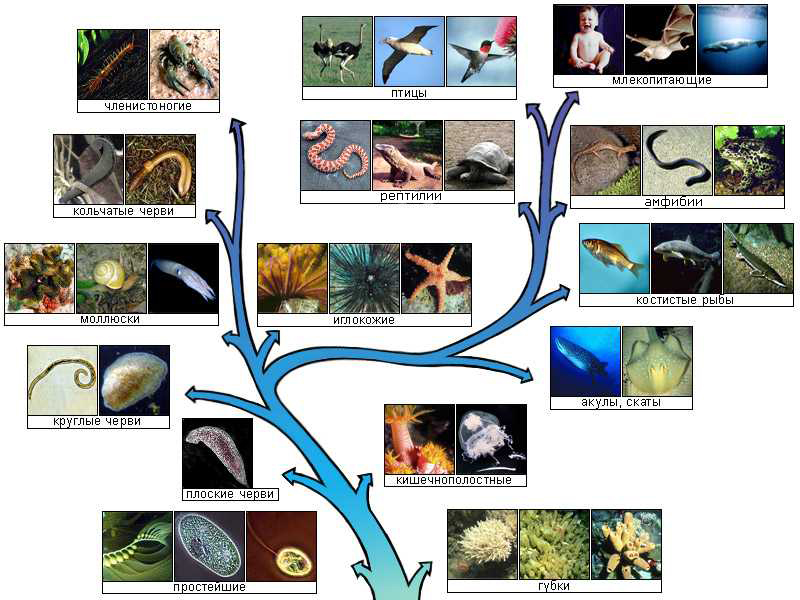 млекопитающие
птицы
членистоногие
рептилии
амфибии
кольчатые черви
костистые рыбы
моллюски
иглокожие
акулы, скаты
круглые черви
кишечнополостные
плоские черви
простейшие
губки